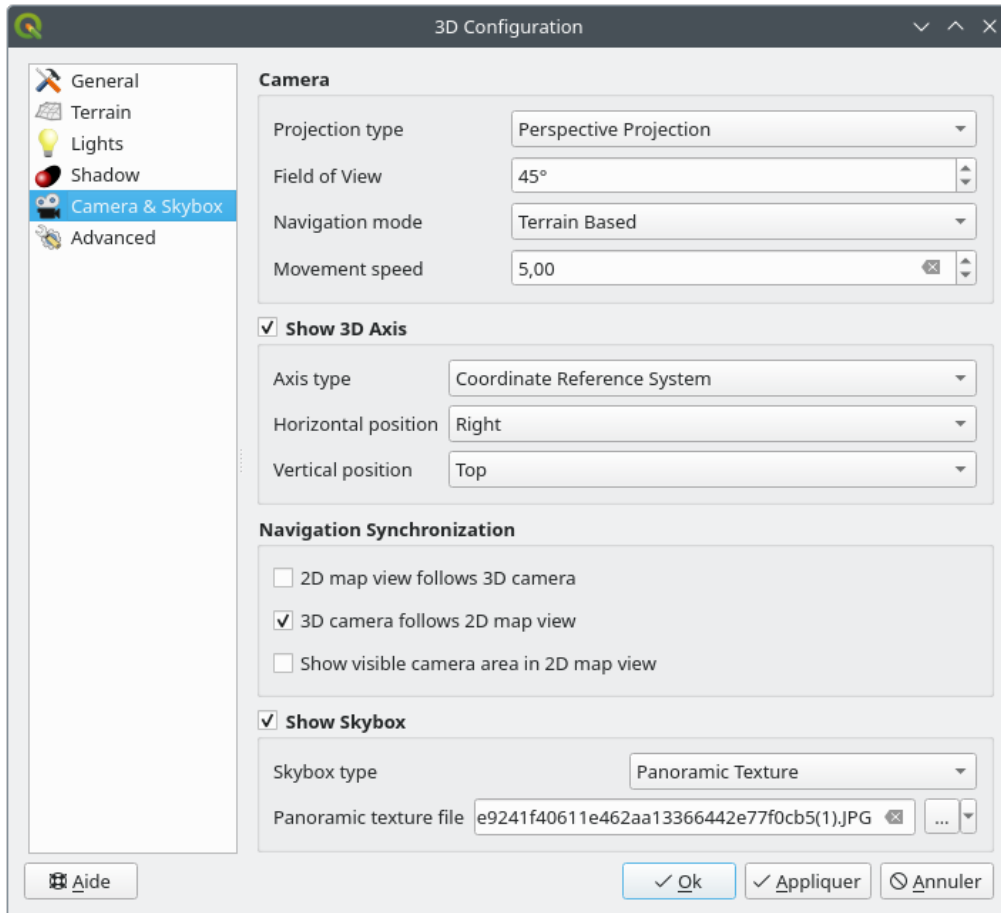 3D Configuration
General
Terrain
Lights
Shadow
Camera & Skybox
Advanced
Camera
Projection type Perspective Projection
Field of View 45°
Navigation mode Terrain Based
Movement speed 5,00
Show 3D Axis
Axis type Coordinate Reference System
Horizontal position Right
Vertical position Top
Navigation Synchronization
2D map view follows 3D camera
3D camera follows 2D map view
Show visible camera area in 2D map view
Show Skybox
Skybox type Panoramic Texture
Panoramic texture file e9241f40611e462aa13366442e77f0cb5(1).JPG ...
Aide Ok Appliquer Annuler